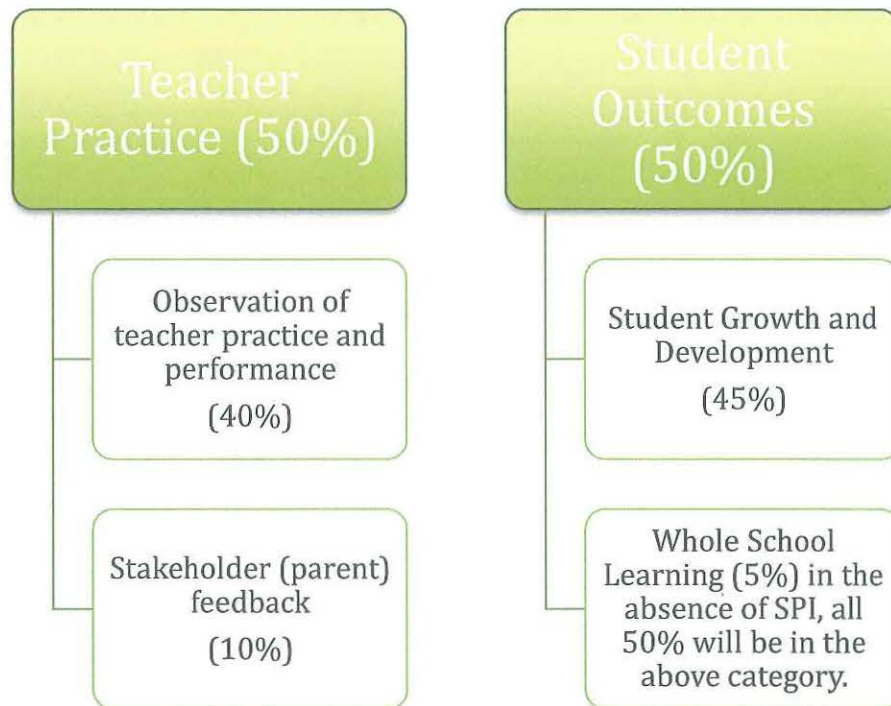 Teacher
Practice (50%)
Observation of
teacher practice and
performance
(40%)
Stakeholder (parent)
feedback
(10%)
Student
Outcomes
(50%)
Student Growth and
Development
(45%)
Whole School
Learning (5%) in the
absence of SPI, all
50% will be in the
above category.